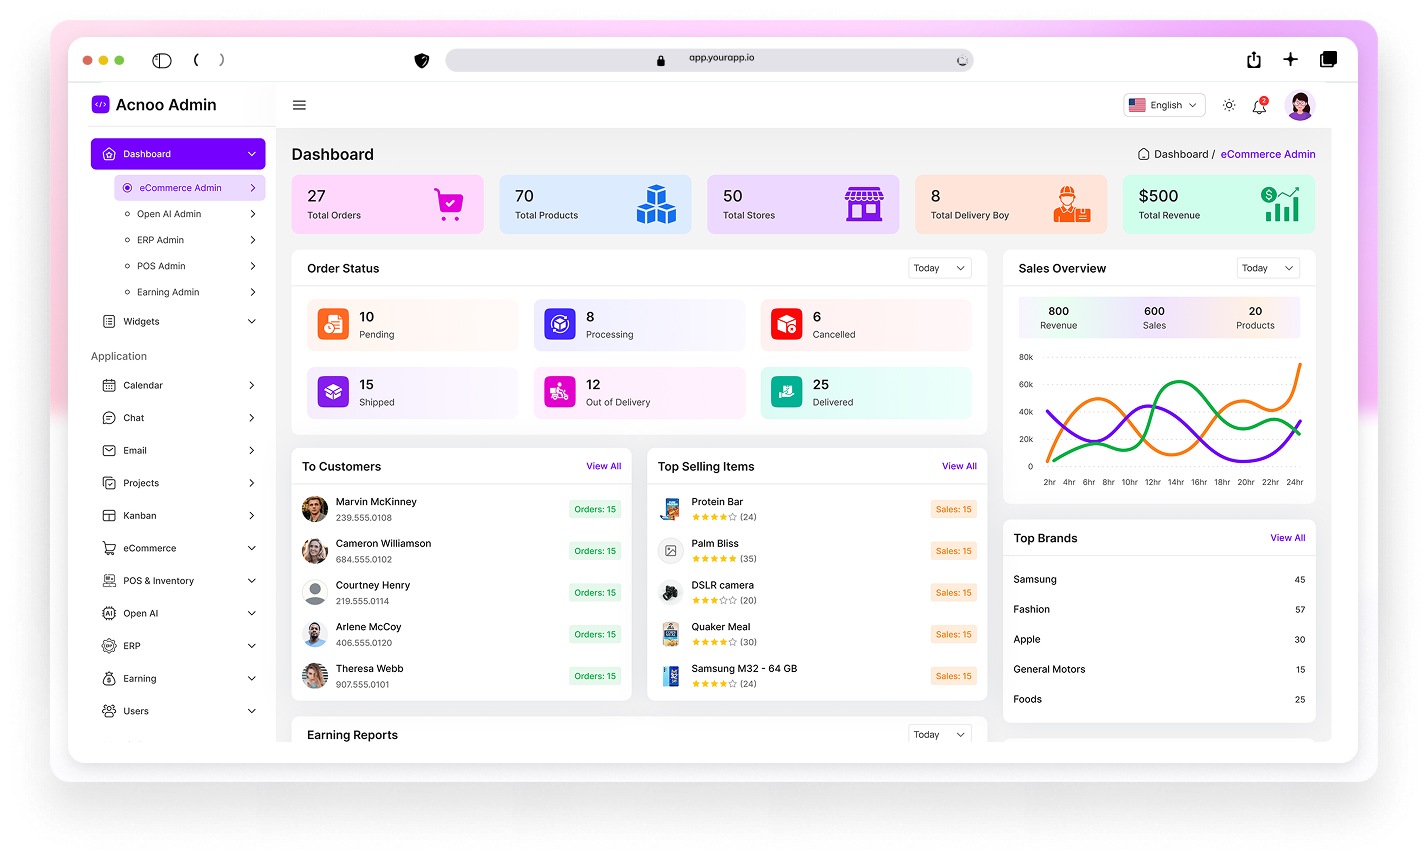 app.yourapp.io
Acnoo Admin
English
2
Dashboard
eCommerce Admin
Open AI Admin
ERP Admin
POS Admin
Earning Admin
Widgets
Application
Calendar
Chat
Email
Projects
Kanban
eCommerce
POS & Inventory
Open AI
ERP
Earning
Users
Dashboard
Dashboard / eCommerce Admin
27
Total Orders
70
Total Products
50
Total Stores
8
Total Delivery Boy
$500
Total Revenue
Order Status
Today
10
Pending
8
Processing
6
Cancelled
15
Shipped
12
Out of Delivery
25
Delivered
Sales Overview
Today
800
Revenue
600
Sales
20
Products
80k
60k
40k
20k
0
2hr 4hr 6hr 8hr 10hr 12hr 14hr 16hr 18hr 20hr 22hr 24hr
To Customers
View All
Marvin McKinney
239.555.0108
Orders: 15
Cameron Williamson
684.555.0102
Orders: 15
Courtney Henry
219.555.0114
Orders: 15
Arlene McCoy
406.555.0120
Orders: 15
Theresa Webb
907.555.0101
Orders: 15
Top Selling Items
View All
Protein Bar
(24)
Sales: 15
Palm Bliss
(35)
Sales: 15
DSLR camera
(20)
Sales: 15
Quaker Meal
(30)
Sales: 15
Samsung M32 - 64 GB
(24)
Sales: 15
Top Brands
View All
Samsung 45
Fashion 57
Apple 30
General Motors 15
Foods 25
Earning Reports
Today